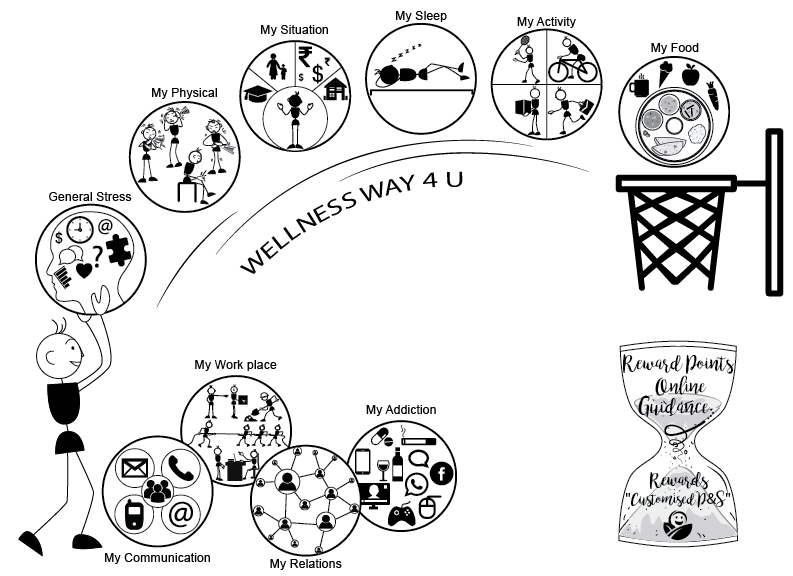 My Situation
My Sleep
My Activity
My Food
My Physical
General Stress
WELLNESS WAY 4 U
₹
₹
$
$
zzzzz
$
@
?
My Work place
My Addiction
@
My Communication
My Relations
f
Reward Points
Online
Guidance
Rewards
"Customised P&S"